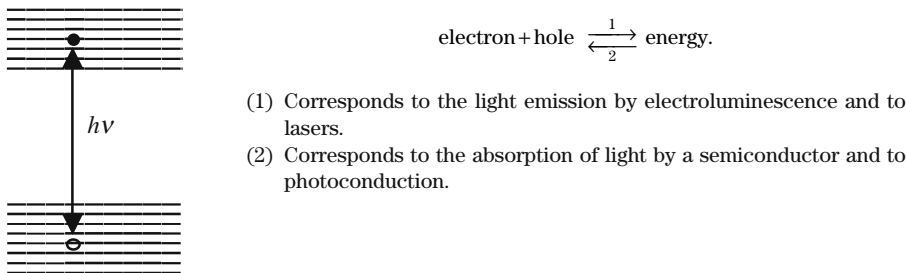 electron+hole 1 ⇄ 2 energy.
hν
(1) Corresponds to the light emission by electroluminescence and to
lasers.
(2) Corresponds to the absorption of light by a semiconductor and to
photoconduction.